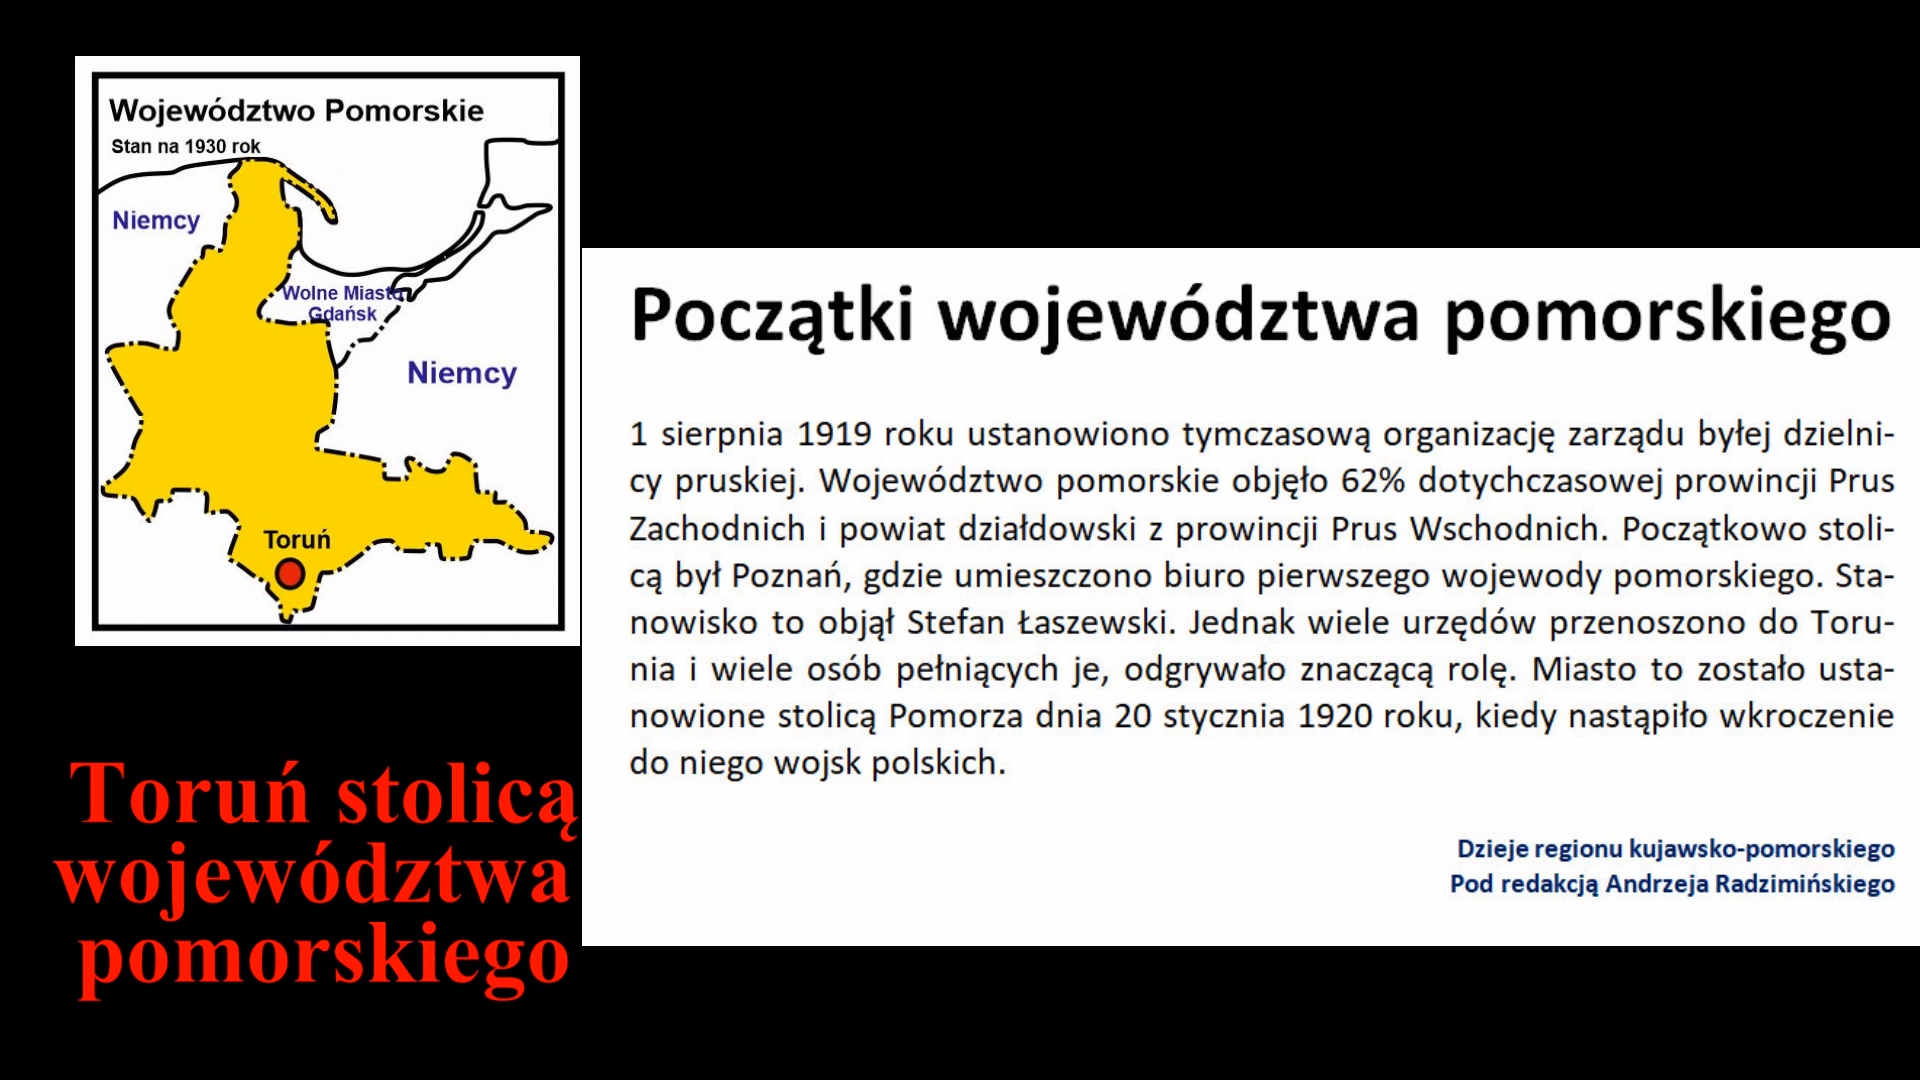 Województwo Pomorskie
Stan na 1930 rok
Niemcy
Wolne Miasto
Gdańsk
Niemcy
Toruń
Toruń stolicą
województwa
pomorskiego
Początki województwa pomorskiego
1 sierpnia 1919 roku ustanowiono tymczasową organizację zarządu byłej dzielni-
cy pruskiej. Województwo pomorskie objęło 62% dotychczasowej prowincji Prus
Zachodnich i powiat działdowski z prowincji Prus Wschodnich. Początkowo stoli-
cą był Poznań, gdzie umieszczono biuro pierwszego wojewody pomorskiego. Sta-
nowisko to objął Stefan Łaszewski. Jednak wiele urzędów przenoszono do Toru-
nia i wiele osób pełniących je, odgrywało znaczącą rolę. Miasto to zostało usta-
nowione stolicą Pomorza dnia 20 stycznia 1920 roku, kiedy nastąpiło wkroczenie
do niego wojsk polskich.
Dzieje regionu kujawsko-pomorskiego
Pod redakcją Andrzeja Radzimińskiego